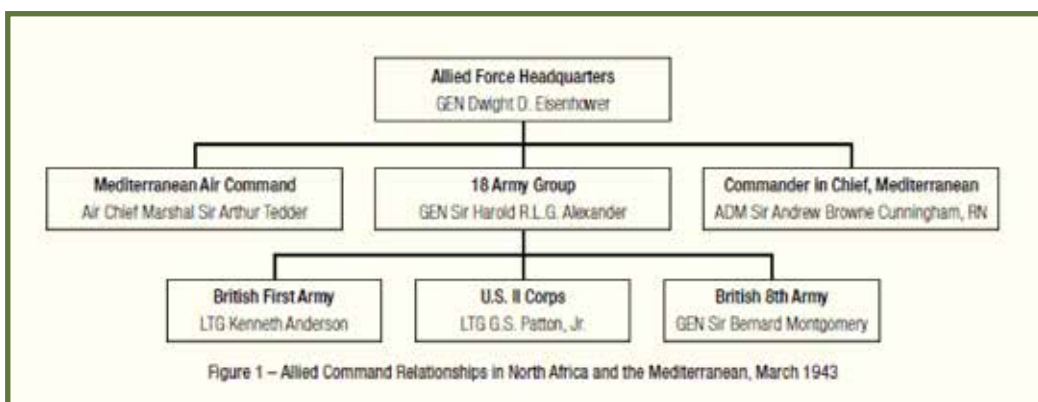 Allied Force Headquarters
GEN Dwight D. Eisenhower
Mediterranean Air Command
Air Chief Marshal Sir Arthur Tedder
18 Army Group
GEN Sir Harold R.L.G. Alexander
Commander in Chief, Mediterranean
ADM Sir Andrew Browne Cunningham, RN
British First Army
LTG Kenneth Anderson
U.S. II Corps
LTG G.S. Patton, Jr.
British 8th Army
GEN Sir Bernard Montgomery
Figure 1 – Allied Command Relationships in North Africa and the Mediterranean, March 1943